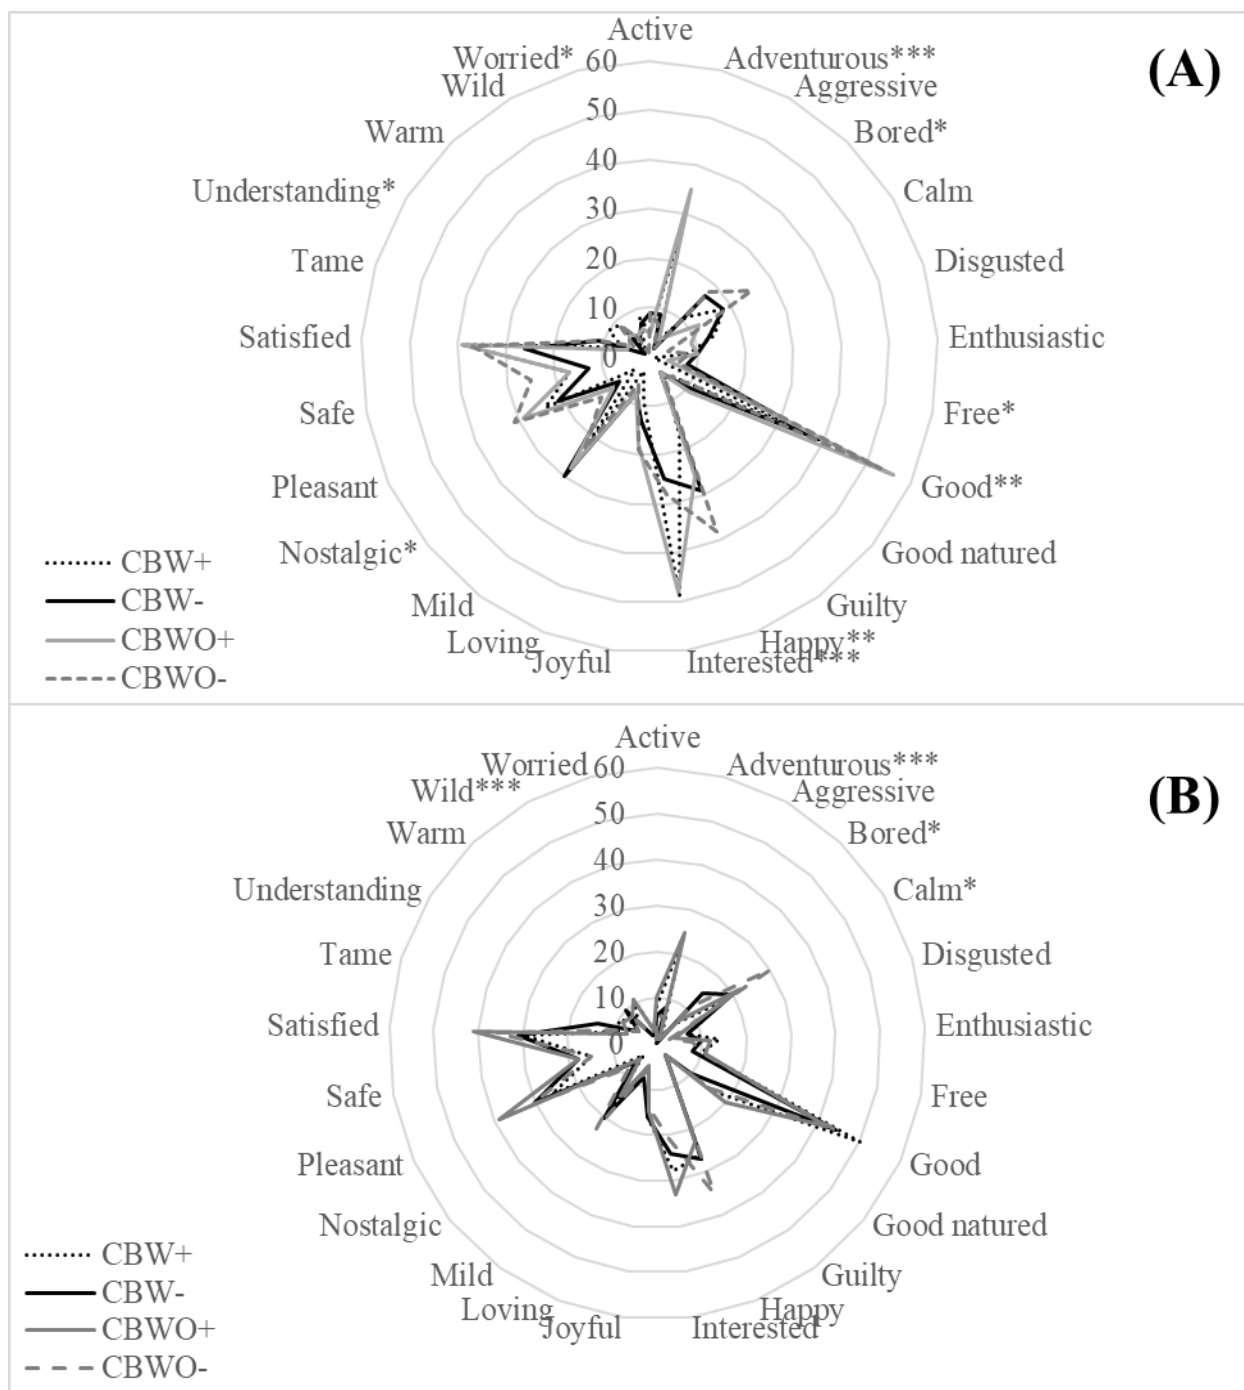 (A)
Active
Adventurous***
Aggressive
Bored*
Calm
Disgusted
Enthusiastic
Free*
Good**
Good natured
Guilty
Happy**
Interested***
Joyful
Loving
Mild
Nostalgic*
Pleasant
Safe
Satisfied
Tame
Understanding*
Warm
Wild
Worried*
60
50
40
30
20
10
0
CBW+
CBW-
CBWO+
CBWO-
(B)
Active
Adventurous***
Aggressive
Bored*
Calm*
Disgusted
Enthusiastic
Free
Good
Good natured
Guilty
Happy
Interested
Joyful
Loving
Mild
Nostalgic
Pleasant
Safe
Satisfied
Tame
Understanding
Warm
Wild***
Worried
60
50
40
30
20
10
0
CBW+
CBW-
CBWO+
CBWO-